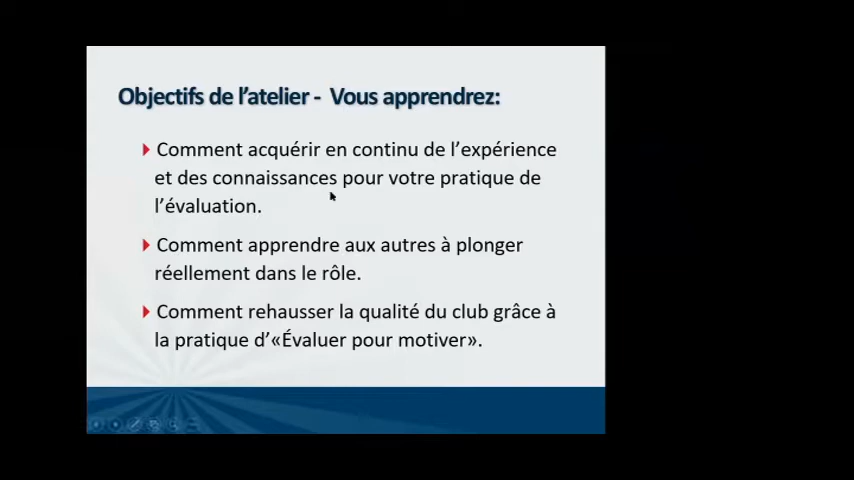 Objectifs de l'atelier - Vous apprendrez:
Comment acquérir en continu de l'expérience
et des connaissances pour votre pratique de
l'évaluation.
Comment apprendre aux autres à plonger
réellement dans le rôle.
Comment rehausser la qualité du club grâce à
la pratique d'«Évaluer pour motiver».